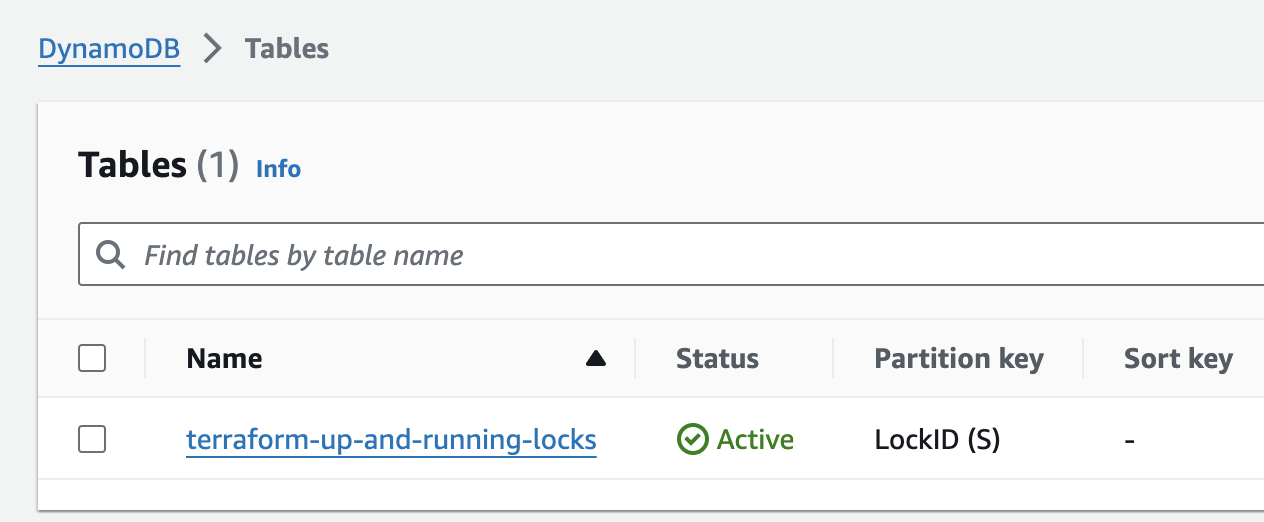 DynamoDB > Tables
Tables (1) Info
Find tables by table name
Name Status Partition key Sort key
terraform-up-and-running-locks Active LockID (S) -